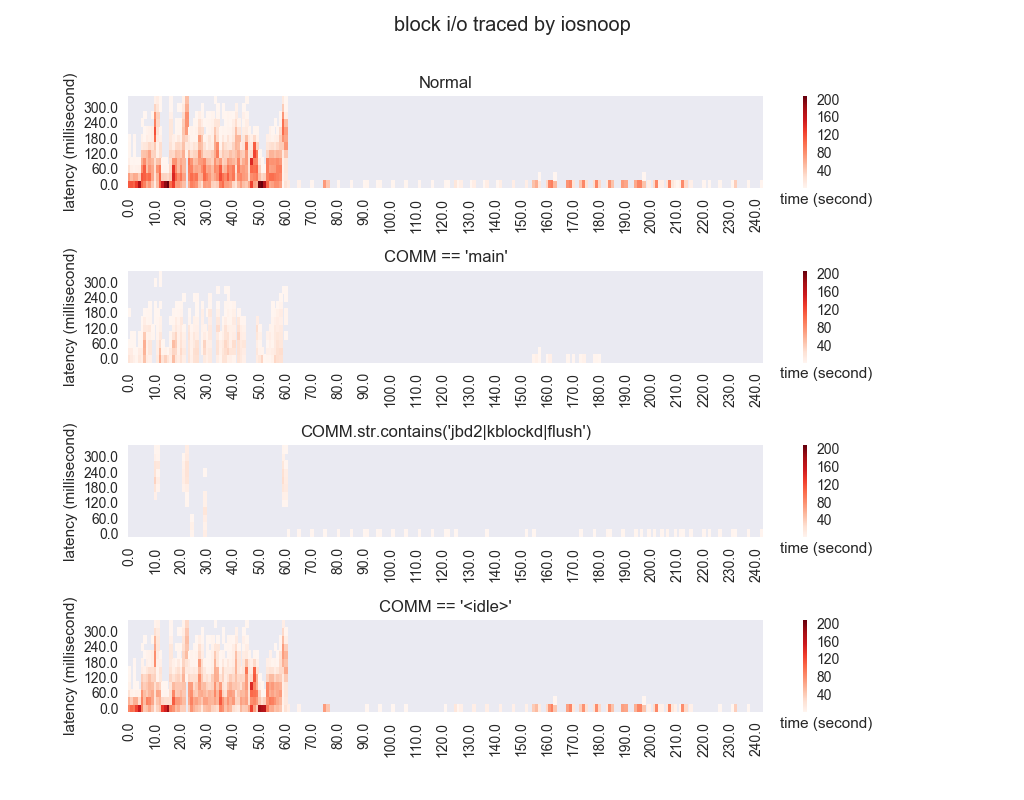 block i/o traced by iosnoop
Normal
latency (millisecond)
300.0
240.0
180.0
120.0
60.0
0.0
0.0 10.0 20.0 30.0 40.0 50.0 60.0 70.0 80.0 90.0 100.0 110.0 120.0 130.0 140.0 150.0 160.0 170.0 180.0 190.0 200.0 210.0 220.0 230.0 240.0
200
160
120
80
40
time (second)
COMM == 'main'
latency (millisecond)
300.0
240.0
180.0
120.0
60.0
0.0
0.0 10.0 20.0 30.0 40.0 50.0 60.0 70.0 80.0 90.0 100.0 110.0 120.0 130.0 140.0 150.0 160.0 170.0 180.0 190.0 200.0 210.0 220.0 230.0 240.0
200
160
120
80
40
time (second)
COMM.str.contains('jbd2|kblockd|flush')
latency (millisecond)
300.0
240.0
180.0
120.0
60.0
0.0
0.0 10.0 20.0 30.0 40.0 50.0 60.0 70.0 80.0 90.0 100.0 110.0 120.0 130.0 140.0 150.0 160.0 170.0 180.0 190.0 200.0 210.0 220.0 230.0 240.0
200
160
120
80
40
time (second)
COMM == '<idle>'
latency (millisecond)
300.0
240.0
180.0
120.0
60.0
0.0
0.0 10.0 20.0 30.0 40.0 50.0 60.0 70.0 80.0 90.0 100.0 110.0 120.0 130.0 140.0 150.0 160.0 170.0 180.0 190.0 200.0 210.0 220.0 230.0 240.0
200
160
120
80
40
time (second)